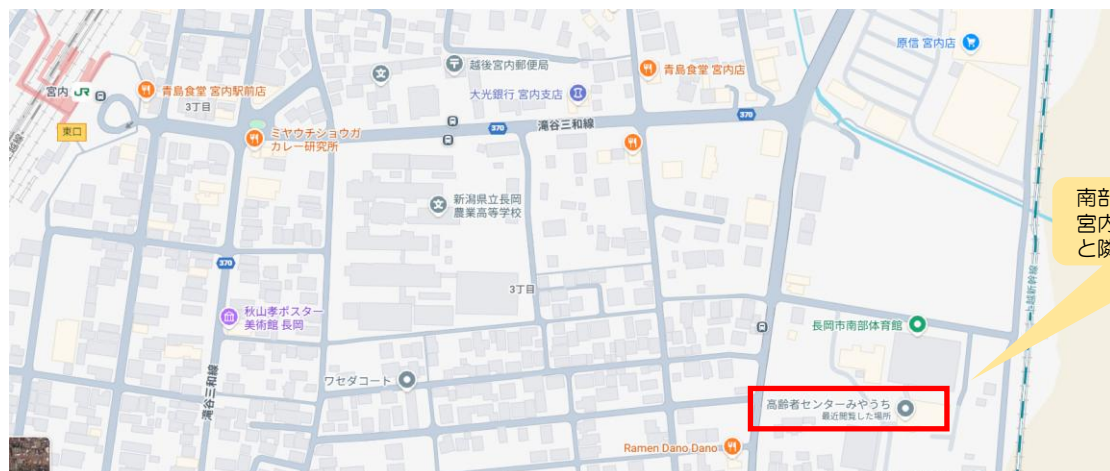 原信 宮内店
越後宮内郵便局
青島食堂 宮内店
宮内 JR
青島食堂 宮内駅前店
大光銀行 宮内支店
3丁目
370
滝谷三和線
370
東口
ミヤウチショウガ
カレー研究所
新潟県立長岡
農業高等学校
南部
宮内
と隣
370
3丁目
上越新幹線
秋山孝ポスター
美術館 長岡
長岡市南部体育館
ワセダコート
滝谷三和線
高齢者センターみやうち
最近閲覧した場所
Ramen Dano Dano